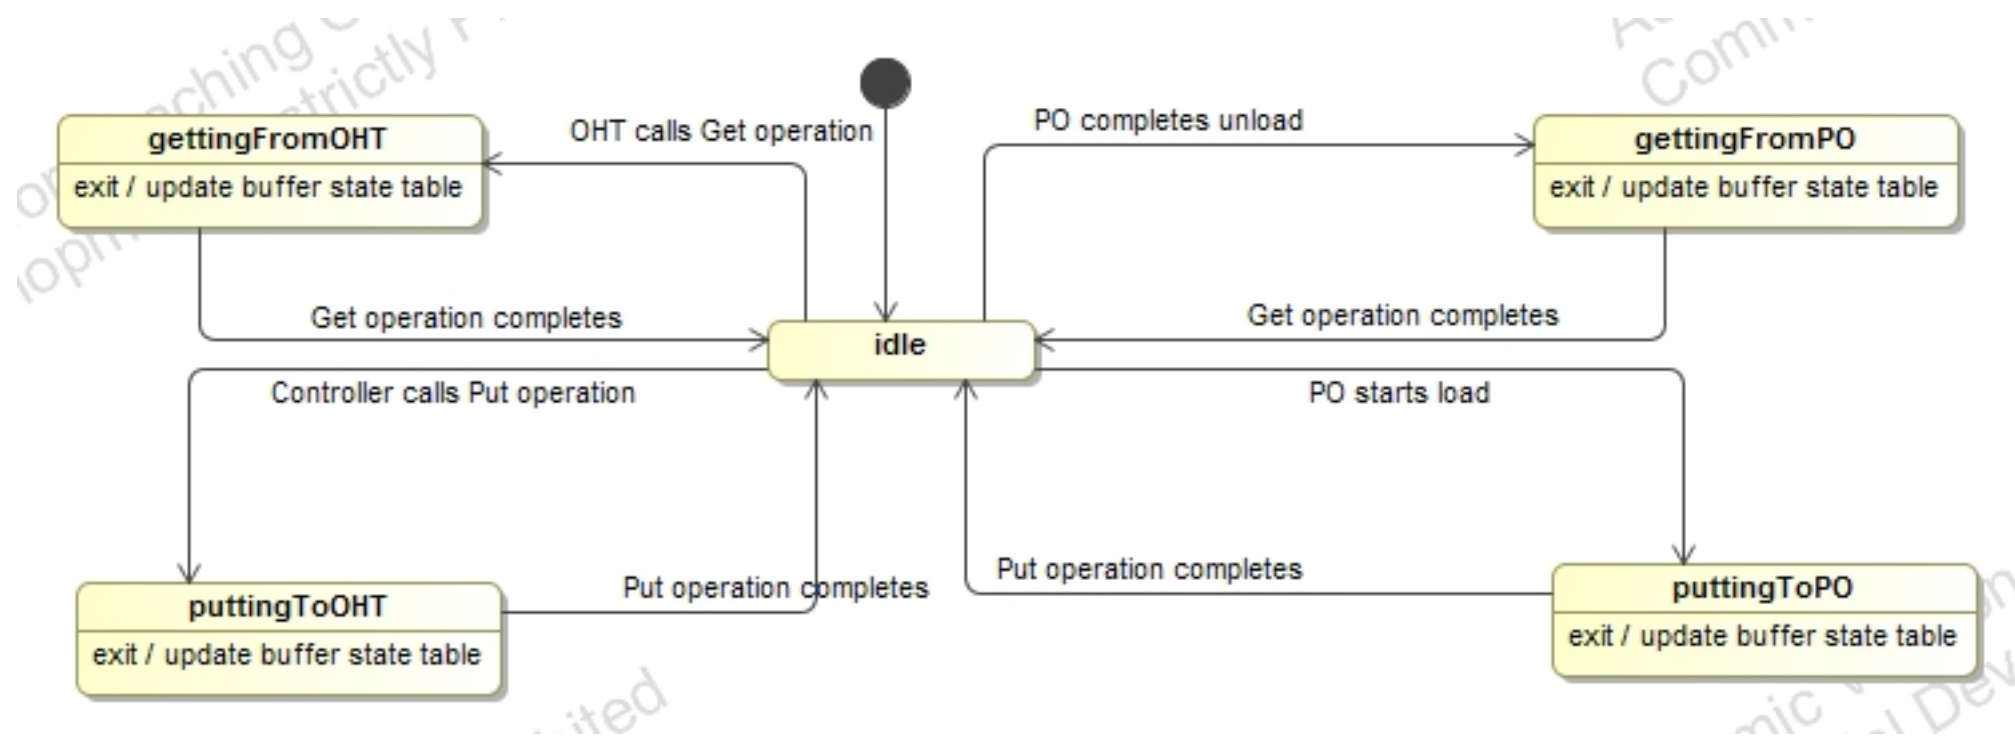 OHT calls Get operation
PO completes unload
gettingFromOHT
exit / update buffer state table
gettingFromPO
exit / update buffer state table
Get operation completes
Get operation completes
idle
Controller calls Put operation
PO starts load
Put operation completes
Put operation completes
puttingToOHT
exit / update buffer state table
puttingToPO
exit / update buffer state table